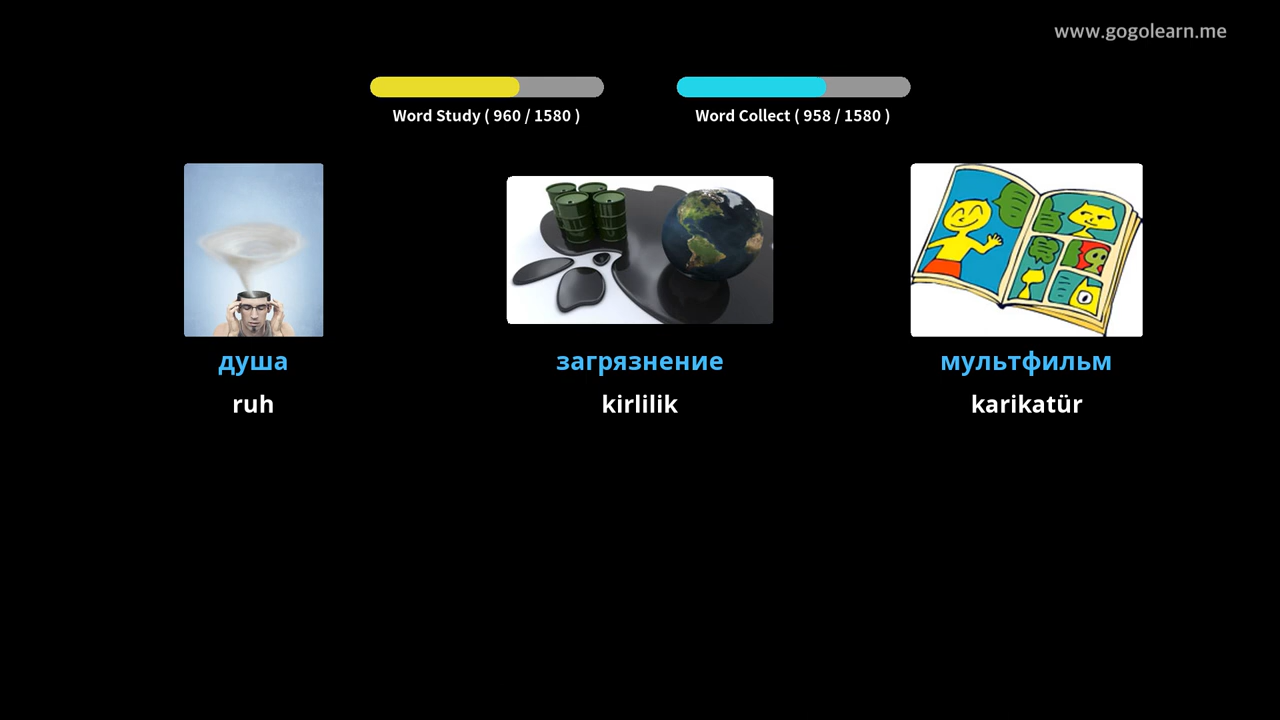 www.gogolearn.me
Word Study ( 960 / 1580 )
Word Collect ( 958 / 1580 )
душа
загрязнение
мультфильм
ruh
kirlilik
karikatür